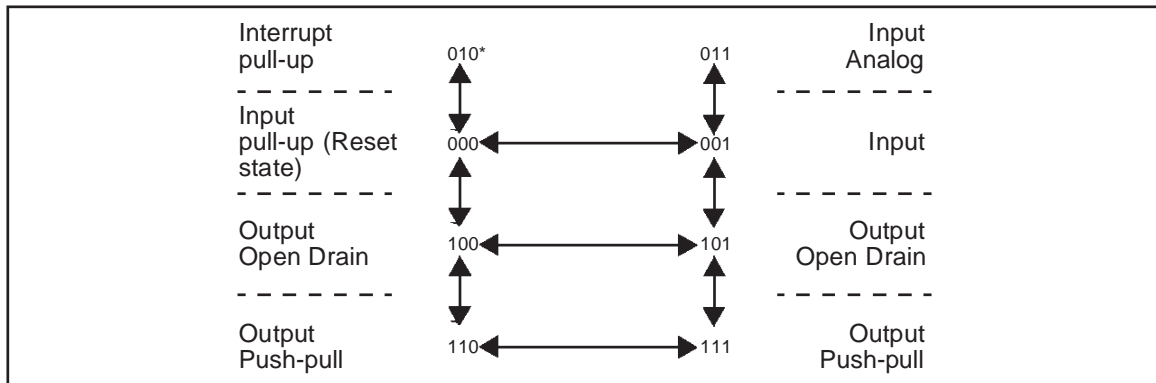 Interrupt
pull-up
010*
011
Input
Analog
Input
pull-up (Reset
state)
000
001
Input
Output
Open Drain
100
101
Output
Open Drain
Output
Push-pull
110
111
Output
Push-pull